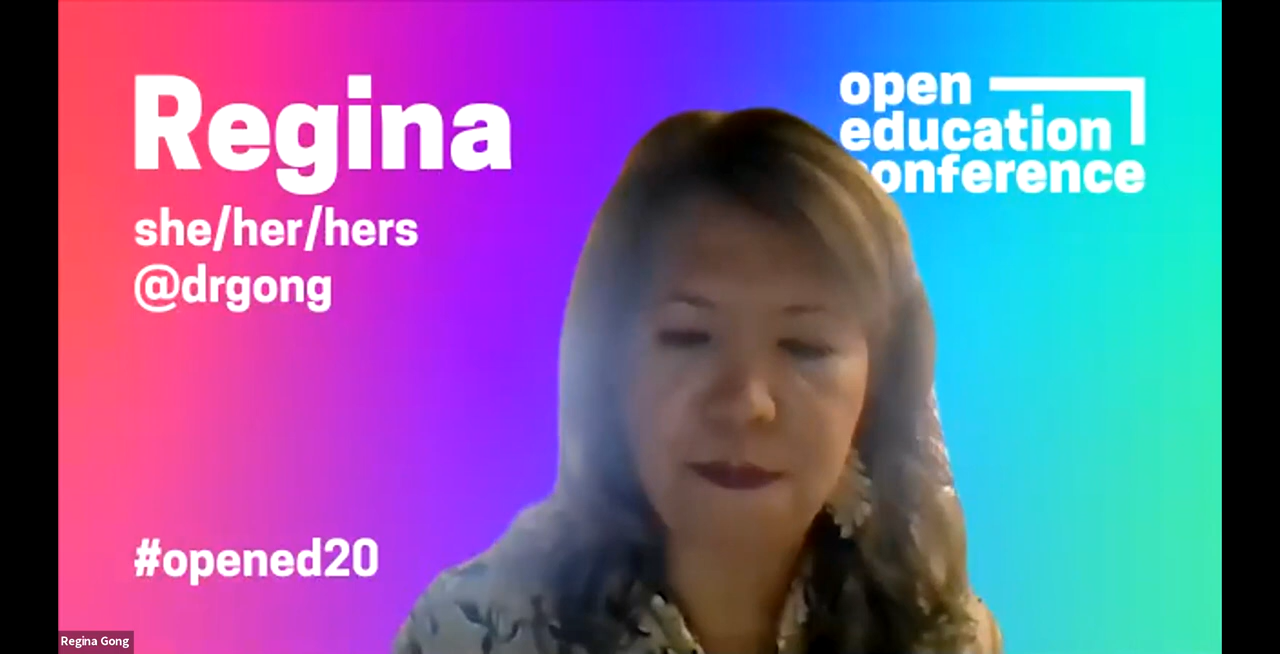 Regina
she/her/hers
@drgong
open
education
conference
#opened20
Regina Gong